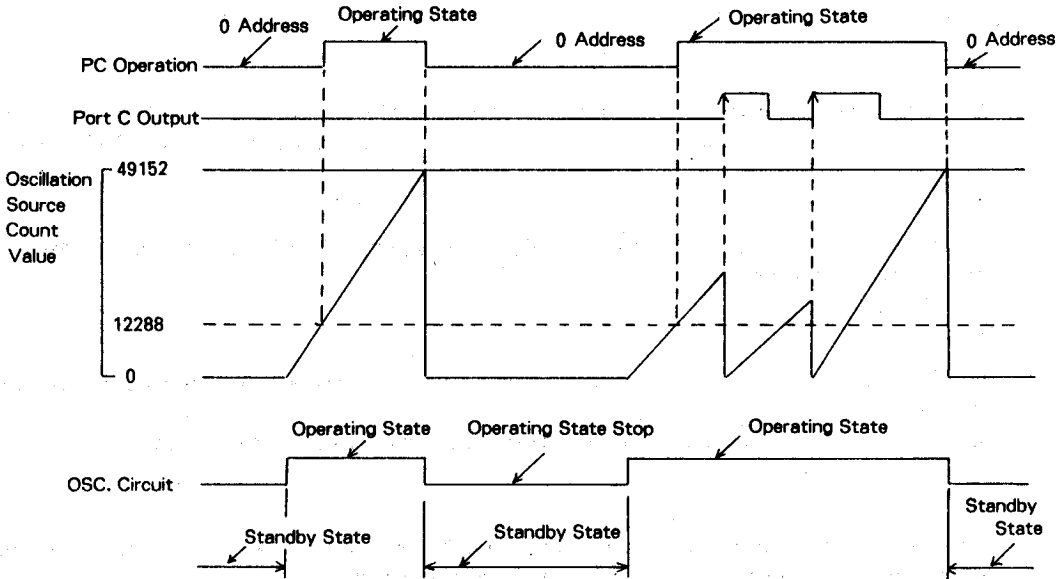 Operating State
Operating State
0 Address
0 Address
0 Address
PC Operation
Port C Output
49152
Oscillation
Source
Count
Value
12288
0
Operating State
Operating State Stop
Operating State
OSC. Circuit
Standby State
Standby State
Standby
State